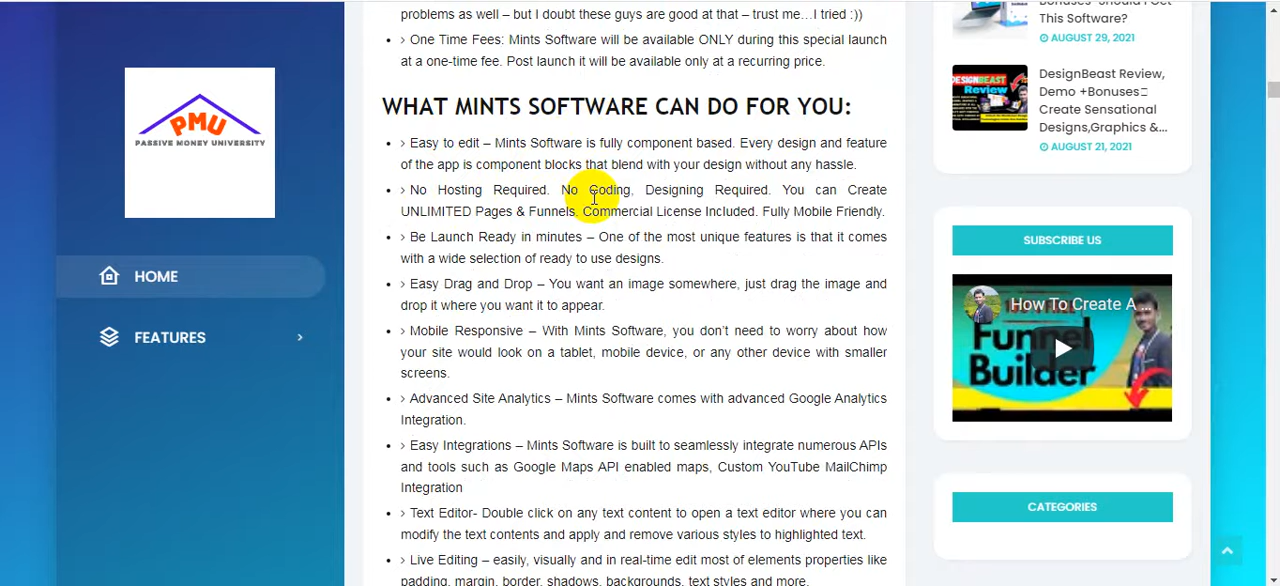 PMU
PASSIVE MONEY UNIVERSITY
HOME
FEATURES
problems as well – but I doubt these guys are good at that – trust me…I tried :))
› One Time Fees: Mints Software will be available ONLY during this special launch
at a one-time fee. Post launch it will be available only at a recurring price.
WHAT MINTS SOFTWARE CAN DO FOR YOU:
› Easy to edit – Mints Software is fully component based. Every design and feature
of the app is component blocks that blend with your design without any hassle.
› No Hosting Required. No Coding, Designing Required. You can Create
UNLIMITED Pages & Funnels. Commercial License Included. Fully Mobile Friendly.
› Be Launch Ready in minutes – One of the most unique features is that it comes
with a wide selection of ready to use designs.
› Easy Drag and Drop – You want an image somewhere, just drag the image and
drop it where you want it to appear.
› Mobile Responsive – With Mints Software, you don’t need to worry about how
your site would look on a tablet, mobile device, or any other device with smaller
screens.
› Advanced Site Analytics – Mints Software comes with advanced Google Analytics
Integration.
› Easy Integrations – Mints Software is built to seamlessly integrate numerous APIs
and tools such as Google Maps API enabled maps, Custom YouTube MailChimp
Integration
› Text Editor- Double click on any text content to open a text editor where you can
modify the text contents and apply and remove various styles to highlighted text.
› Live Editing – easily, visually and in real-time edit most of elements properties like
padding, margin, border, shadows, backgrounds, text styles and more.
Bonuses Should I Get
This Software?
AUGUST 29, 2021
DESIGNBEAST
Review
DesignBeast Review,
Demo +Bonuses
Create Sensational
Designs,Graphics &...
AUGUST 21, 2021
SUBSCRIBE US
How To Create A ...
Funnel
Builder
CATEGORIES